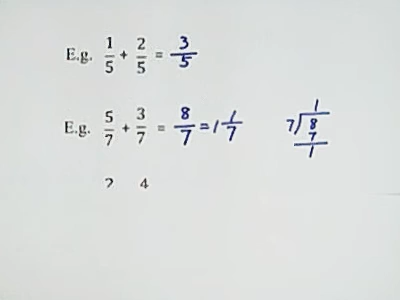 E.g. 1/5 + 2/5 = 3/5
E.g. 5/7 + 3/7 = 8/7 = 1 1/7
1
7 8
7
1
2 4